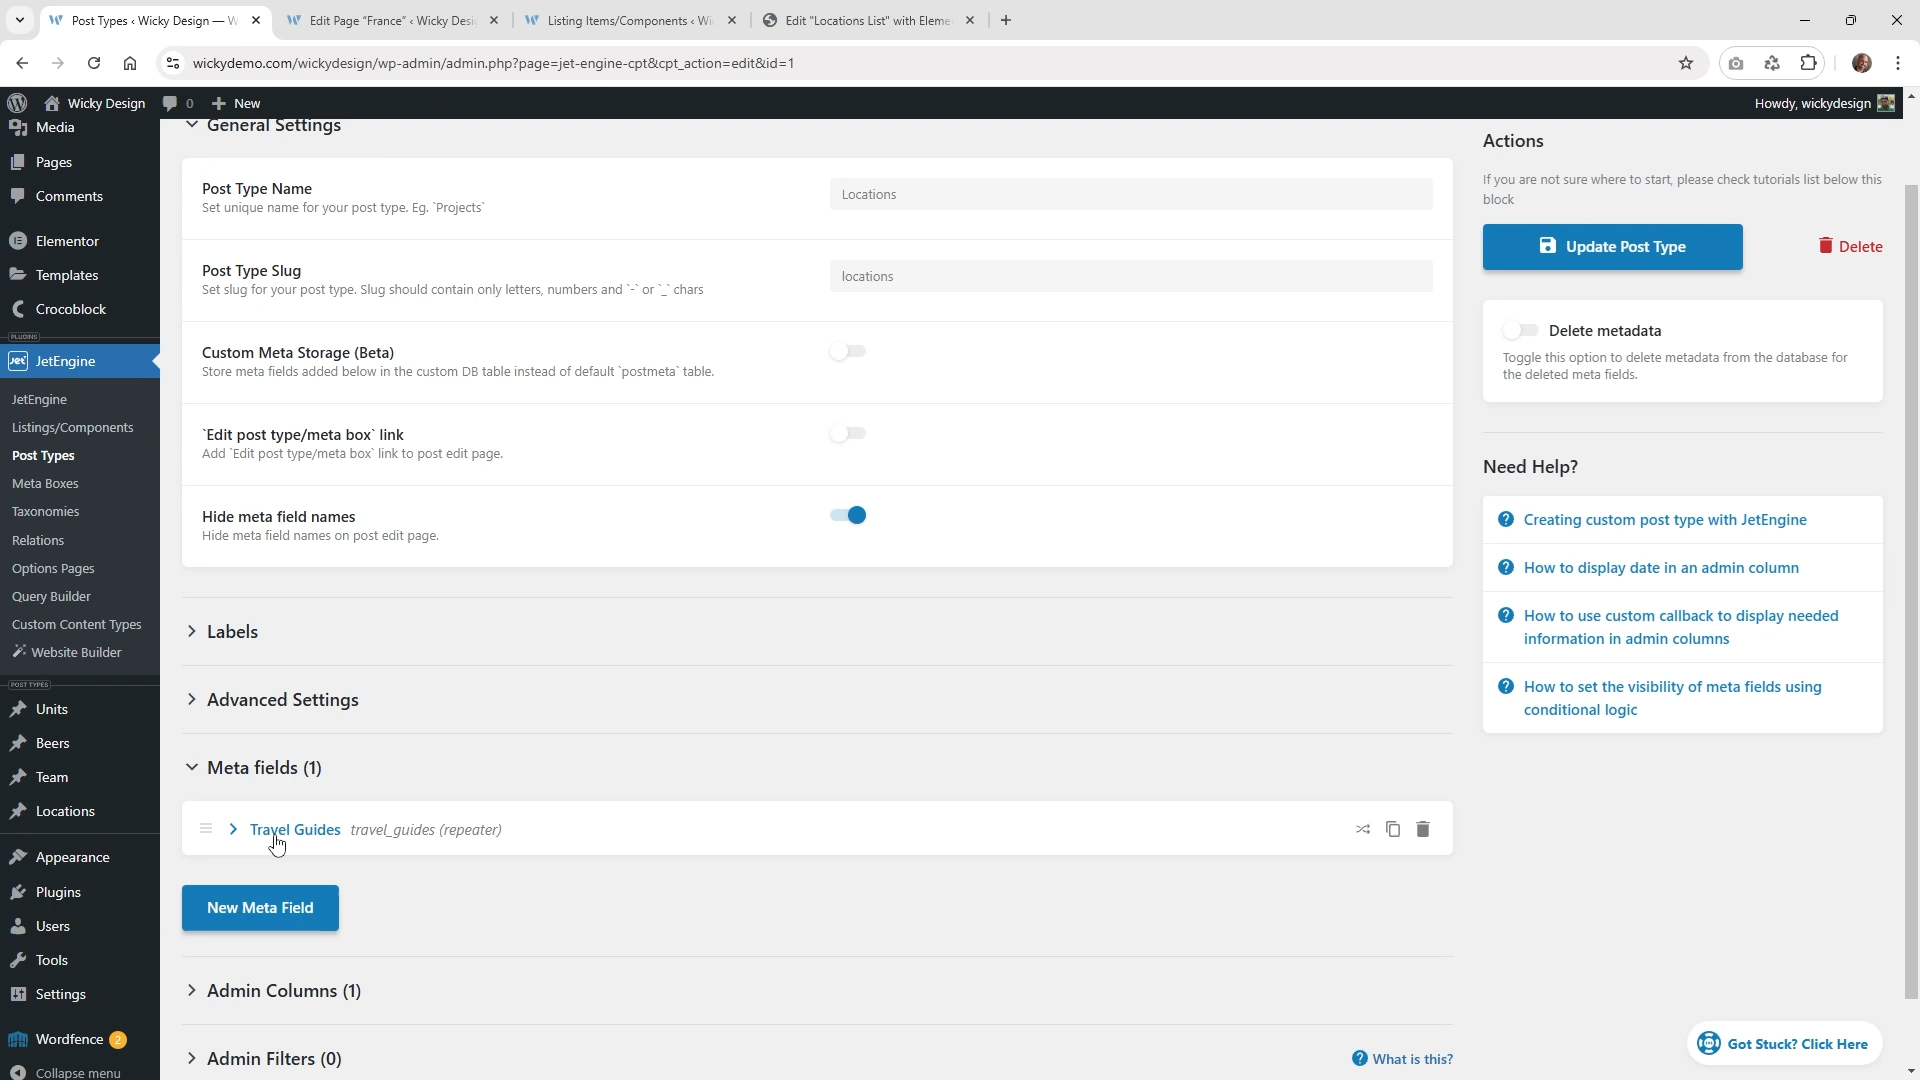 Post Types ‹ Wicky Design — W
Edit Page “France” ‹ Wicky Desi
Listing Items/Components ‹ Wi
Edit "Locations List" with Eleme
wickydemo.com/wickydesign/wp-admin/admin.php?page=jet-engine-cpt&cpt_action=edit&id=1
Wicky Design
0
New
Howdy, wickydesign
Media
Pages
Comments
Elementor
Templates
Crocoblock
PLUGINS
Jet
JetEngine
JetEngine
Listings/Components
Post Types
Meta Boxes
Taxonomies
Relations
Options Pages
Query Builder
Custom Content Types
Website Builder
POST TYPES
Units
Beers
Team
Locations
Appearance
Plugins
Users
Tools
Settings
Wordfence 2
Collapse menu
General Settings
Post Type Name
Set unique name for your post type. Eg. `Projects`
Locations
Post Type Slug
Set slug for your post type. Slug should contain only letters, numbers and `-` or `_` chars
locations
Custom Meta Storage (Beta)
Store meta fields added below in the custom DB table instead of default `postmeta` table.
`Edit post type/meta box` link
Add `Edit post type/meta box` link to post edit page.
Hide meta field names
Hide meta field names on post edit page.
Labels
Advanced Settings
Meta fields (1)
Travel Guides travel_guides (repeater)
New Meta Field
Admin Columns (1)
Admin Filters (0)
What is this?
Actions
If you are not sure where to start, please check tutorials list below this
block
Update Post Type
Delete
Delete metadata
Toggle this option to delete metadata from the database for
the deleted meta fields.
Need Help?
Creating custom post type with JetEngine
How to display date in an admin column
How to use custom callback to display needed
information in admin columns
How to set the visibility of meta fields using
conditional logic
Got Stuck? Click Here